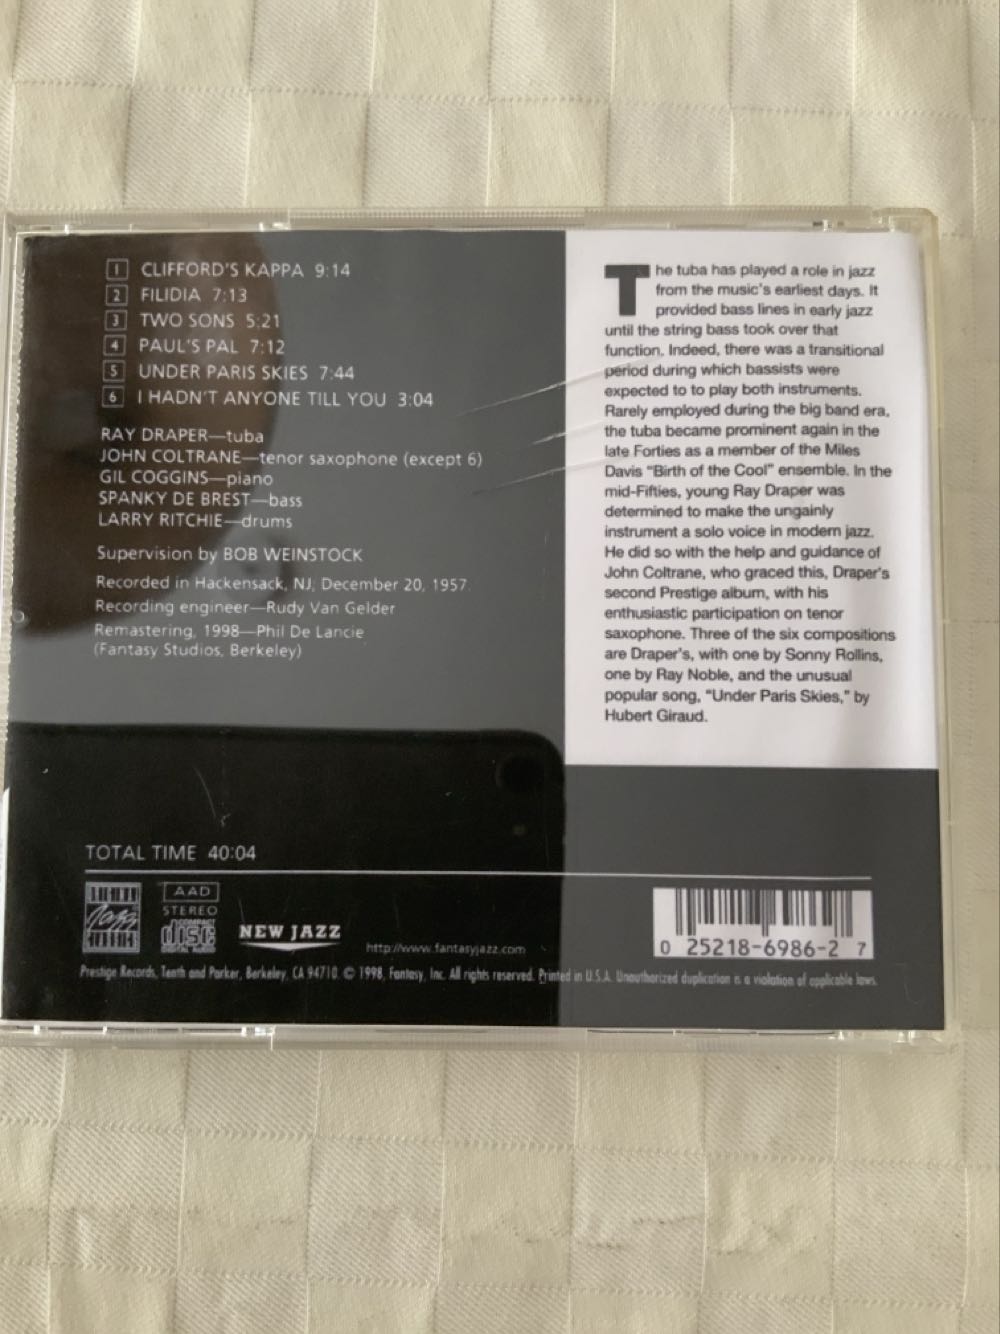 1 CLIFFORD'S KAPPA 9:14
2 FILIDIA 7:13
3 TWO SONS 5:21
4 PAUL'S PAL 7:12
5 UNDER PARIS SKIES 7:44
6 I HADN'T ANYONE TILL YOU 3:04
RAY DRAPER—tuba
JOHN COLTRANE—tenor saxophone (except 6)
GIL COGGINS—piano
SPANKY DE BREST—bass
LARRY RITCHIE—drums
Supervision by BOB WEINSTOCK
Recorded in Hackensack, NJ; December 20, 1957.
Recording engineer—Rudy Van Gelder
Remastering, 1998—Phil De Lancie
(Fantasy Studios, Berkeley)
The tuba has played a role in jazz
from the music's earliest days. It
provided bass lines in early jazz
until the string bass took over that
function. Indeed, there was a transitional
period during which bassists were
expected to to play both instruments.
Rarely employed during the big band era,
the tuba became prominent again in the
late Forties as a member of the Miles
Davis "Birth of the Cool" ensemble. In the
mid-Fifties, young Ray Draper was
determined to make the ungainly
instrument a solo voice in modern jazz.
He did so with the help and guidance of
John Coltrane, who graced this, Draper's
second Prestige album, with his
enthusiastic participation on tenor
saxophone. Three of the six compositions
are Draper's, with one by Sonny Rollins,
one by Ray Noble, and the unusual
popular song, "Under Paris Skies," by
Hubert Giraud.
TOTAL TIME 40:04
Jazz
CLASSICS
AAD
STEREO
COMPACT
disc
DIGITAL AUDIO
NEW JAZZ
http://www.fantasyjazz.com
0 25218-6986-2 7
Prestige Records, Tenth and Parker, Berkeley, CA 94710. © 1998, Fantasy, Inc. All rights reserved. Printed in U.S.A. Unauthorized duplication is a violation of applicable laws.